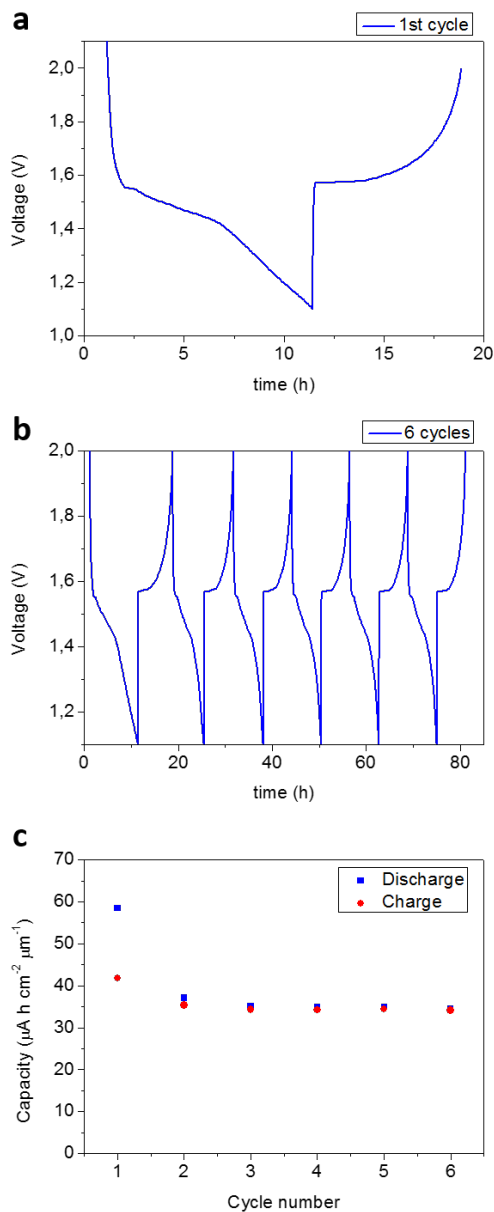 a
1st cycle
2,0
1,8
1,6
1,4
1,2
1,0
Voltage (V)
0 5 10 15 20
time (h)
b
6 cycles
2,0
1,8
1,6
1,4
1,2
Voltage (V)
0 20 40 60 80
time (h)
c
Discharge
Charge
70
60
50
40
30
20
10
0
Capacity (μA h cm⁻² μm⁻¹)
1 2 3 4 5 6
Cycle number